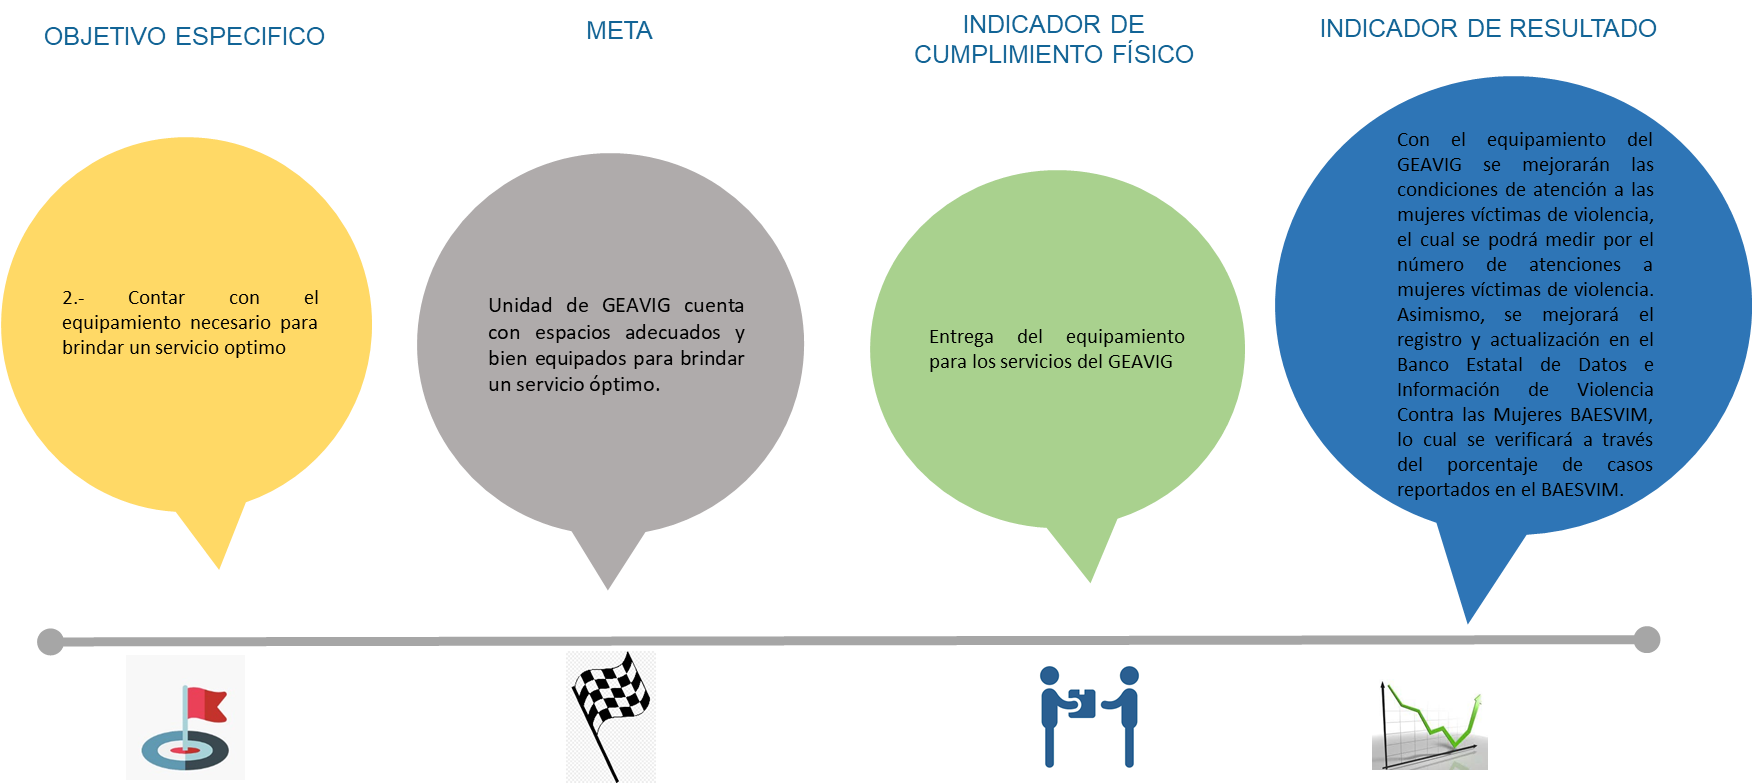 OBJETIVO ESPECIFICO
META
INDICADOR DE
CUMPLIMIENTO FÍSICO
INDICADOR DE RESULTADO
2.- Contar con el
equipamiento necesario para
brindar un servicio optimo
Unidad de GEAVIG cuenta
con espacios adecuados y
bien equipados para brindar
un servicio óptimo.
Entrega del equipamiento
para los servicios del GEAVIG
Con el equipamiento del
GEAVIG se mejorarán las
condiciones de atención a las
mujeres víctimas de violencia,
el cual se podrá medir por el
número de atenciones a
mujeres víctimas de violencia.
Asimismo, se mejorará el
registro y actualización en el
Banco Estatal de Datos e
Información de Violencia
Contra las Mujeres BAESVIM,
lo cual se verificará a través
del porcentaje de casos
reportados en el BAESVIM.